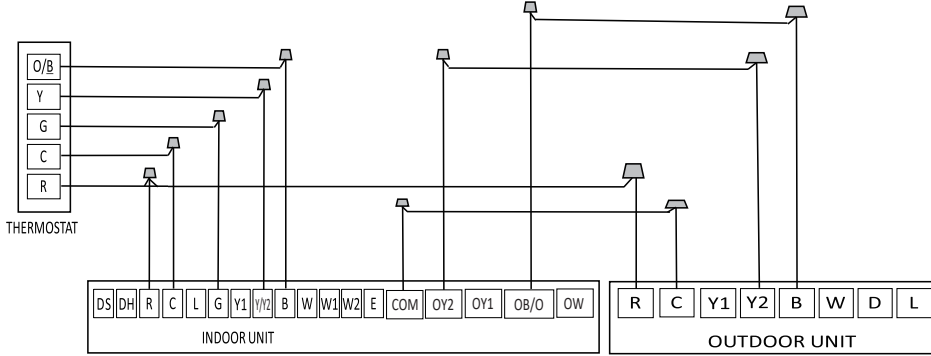 O/B
Y
G
C
R
THERMOSTAT
DS DH R C L G Y1 Y/Y2 B W W1 W2 E COM OY2 OY1 OB/O OW
INDOOR UNIT
R C Y1 Y2 B W D L
OUTDOOR UNIT